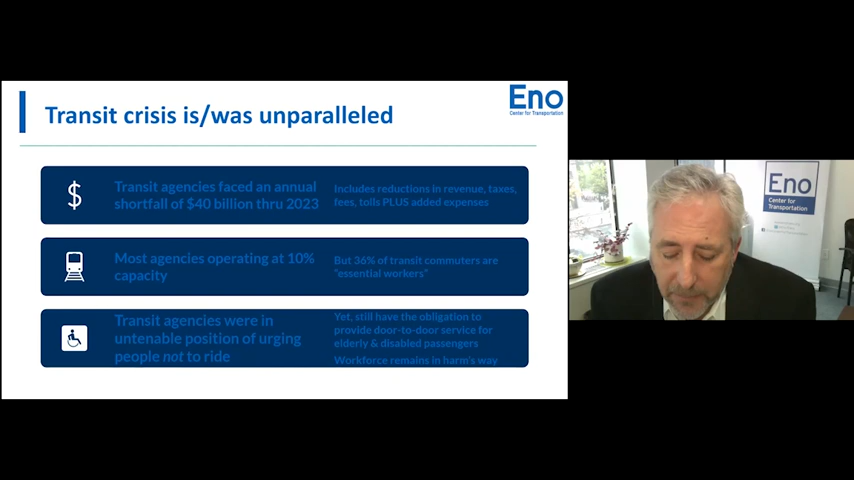 Transit crisis is/was unparalleled
Eno
Center for Transportation
$
Transit agencies faced an annual
shortfall of $40 billion thru 2023
Includes reductions in revenue, taxes,
fees, tolls PLUS added expenses
Most agencies operating at 10%
capacity
But 36% of transit commuters are
“essential workers”
Transit agencies were in
untenable position of urging
people not to ride
Yet, still have the obligation to
provide door-to-door service for
elderly & disabled passengers
Workforce remains in harm's way
Eno
Center for
Transportation